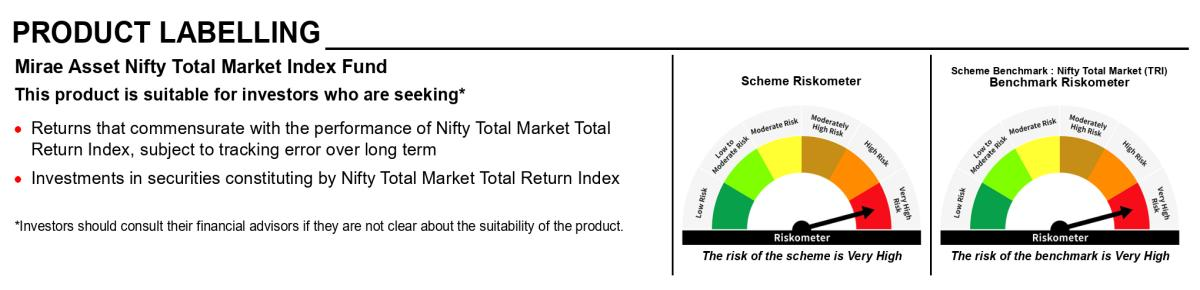 PRODUCT LABELLING
Mirae Asset Nifty Total Market Index Fund
This product is suitable for investors who are seeking*
• Returns that commensurate with the performance of Nifty Total Market Total
Return Index, subject to tracking error over long term
• Investments in securities constituting by Nifty Total Market Total Return Index
*Investors should consult their financial advisors if they are not clear about the suitability of the product.
Scheme Riskometer
Low Risk
Low to
Moderate Risk
Moderate Risk
Moderately
High Risk
High Risk
Very High
Risk
Riskometer
The risk of the scheme is Very High
Scheme Benchmark : Nifty Total Market (TRI)
Benchmark Riskometer
Low Risk
Low to
Moderate Risk
Moderate Risk
Moderately
High Risk
High Risk
Very High
Risk
Riskometer
The risk of the benchmark is Very High